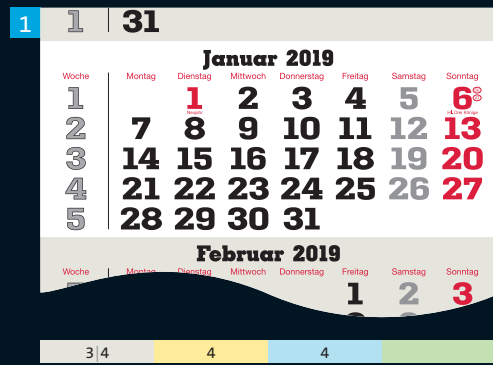 1
1 31
Januar 2019
Woche Montag Dienstag Mittwoch Donnerstag Freitag Samstag Sonntag
1 1 2 3 4 5 6
Neujahr Hl. Drei Könige
2 7 8 9 10 11 12 13
3 14 15 16 17 18 19 20
4 21 22 23 24 25 26 27
5 28 29 30 31
Februar 2019
Woche Montag Dienstag Mittwoch Donnerstag Freitag Samstag Sonntag
1 2 3
3 | 4 4 4